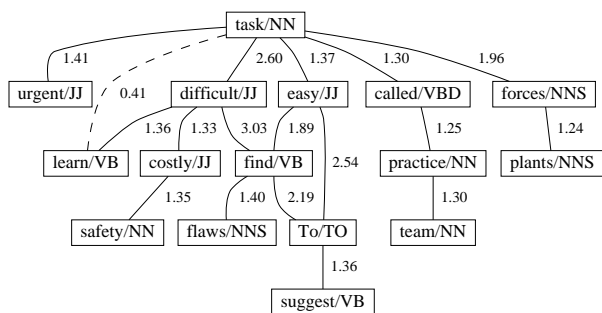 task/NN
1.41 2.60 1.37 1.30 1.96
urgent/JJ difficult/JJ easy/JJ called/VBD forces/NNS
0.41
1.36 1.33 3.03 1.89 1.25 1.24
learn/VB costly/JJ find/VB practice/NN plants/NNS
2.54
1.35 1.40 2.19 1.30
safety/NN flaws/NNS To/TO team/NN
1.36
suggest/VB